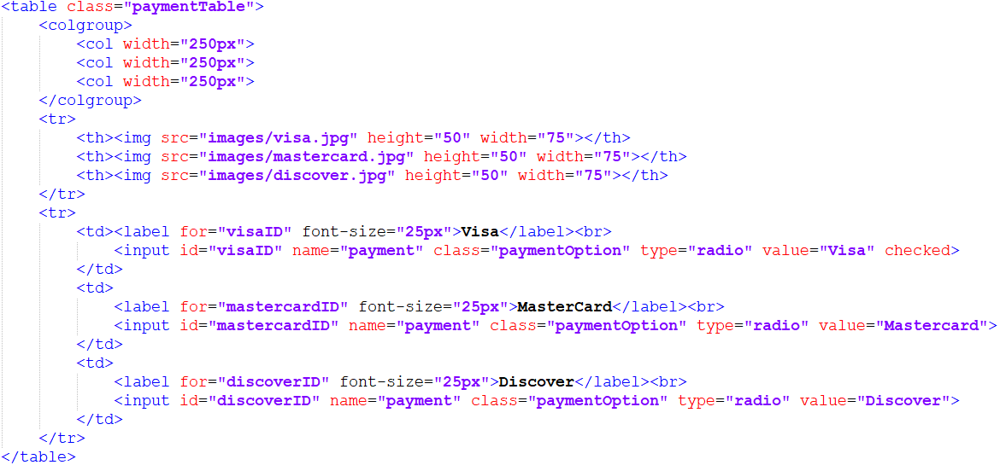 <table class="paymentTable">
    <colgroup>
        <col width="250px">
        <col width="250px">
        <col width="250px">
    </colgroup>
    <tr>
        <th><img src="images/visa.jpg" height="50" width="75"></th>
        <th><img src="images/mastercard.jpg" height="50" width="75"></th>
        <th><img src="images/discover.jpg" height="50" width="75"></th>
    </tr>
    <tr>
        <td><label for="visaID" font-size="25px">Visa</label><br>
            <input id="visaID" name="payment" class="paymentOption" type="radio" value="Visa" checked>
        </td>
        <td>
            <label for="mastercardID" font-size="25px">MasterCard</label><br>
            <input id="mastercardID" name="payment" class="paymentOption" type="radio" value="Mastercard">
        </td>
        <td>
            <label for="discoverID" font-size="25px">Discover</label><br>
            <input id="discoverID" name="payment" class="paymentOption" type="radio" value="Discover">
        </td>
    </tr>
</table>